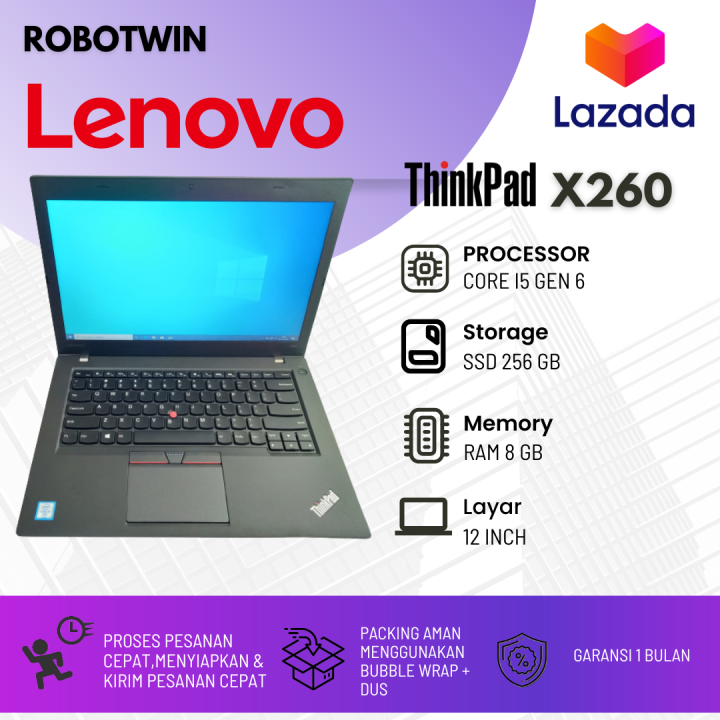 ROBOTWIN
Lenovo
Lazada
ThinkPad X260
PROCESSOR
CORE I5 GEN 6
Storage
SSD 256 GB
Memory
RAM 8 GB
Layar
12 INCH
ThinkPad
PROSES PESANAN
CEPAT,MENYIAPKAN &
KIRIM PESANAN CEPAT
PACKING AMAN
MENGGUNAKAN
BUBBLE WRAP +
DUS
GARANSI 1 BULAN